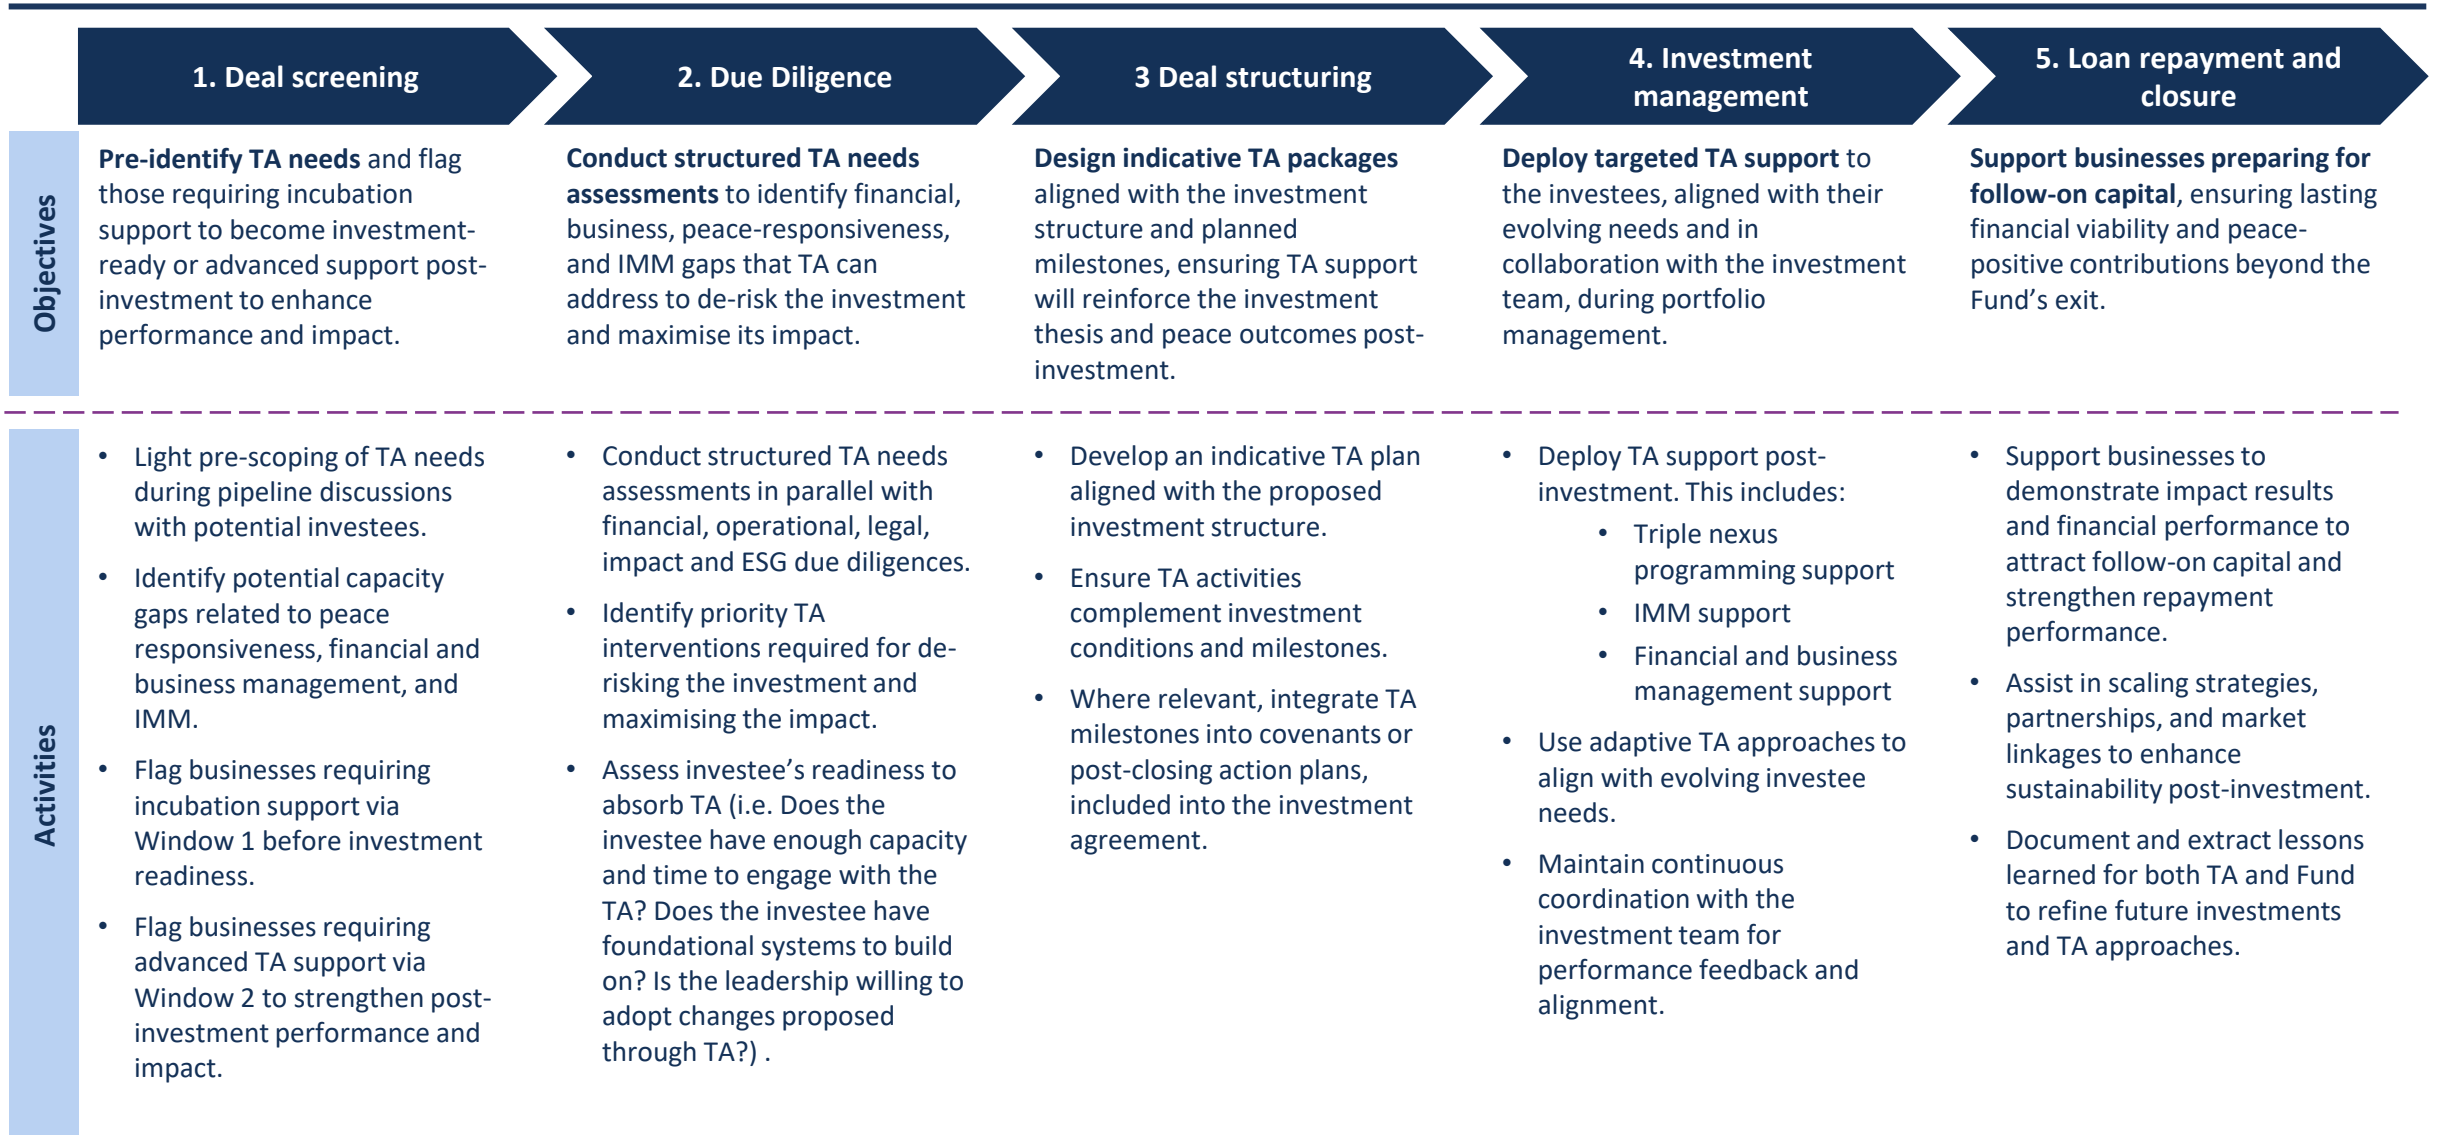 1. Deal screening
2. Due Diligence
3 Deal structuring
4. Investment
management
5. Loan repayment and
closure
Objectives
Pre-identify TA needs and flag
those requiring incubation
support to become investment-
ready or advanced support post-
investment to enhance
performance and impact.
Conduct structured TA needs
assessments to identify financial,
business, peace-responsiveness,
and IMM gaps that TA can
address to de-risk the investment
and maximise its impact.
Design indicative TA packages
aligned with the investment
structure and planned
milestones, ensuring TA support
will reinforce the investment
thesis and peace outcomes post-
investment.
Deploy targeted TA support to
the investees, aligned with their
evolving needs and in
collaboration with the investment
team, during portfolio
management.
Support businesses preparing for
follow-on capital, ensuring lasting
financial viability and peace-
positive contributions beyond the
Fund’s exit.
Activities
• Light pre-scoping of TA needs
during pipeline discussions
with potential investees.
• Identify potential capacity
gaps related to peace
responsiveness, financial and
business management, and
IMM.
• Flag businesses requiring
incubation support via
Window 1 before investment
readiness.
• Flag businesses requiring
advanced TA support via
Window 2 to strengthen post-
investment performance and
impact.
• Conduct structured TA needs
assessments in parallel with
financial, operational, legal,
impact and ESG due diligences.
• Identify priority TA
interventions required for de-
risking the investment and
maximising the impact.
• Assess investee’s readiness to
absorb TA (i.e. Does the
investee have enough capacity
and time to engage with the
TA? Does the investee have
foundational systems to build
on? Is the leadership willing to
adopt changes proposed
through TA?) .
• Develop an indicative TA plan
aligned with the proposed
investment structure.
• Ensure TA activities
complement investment
conditions and milestones.
• Where relevant, integrate TA
milestones into covenants or
post-closing action plans,
included into the investment
agreement.
• Deploy TA support post-
investment. This includes:
• Triple nexus
programming support
• IMM support
• Financial and business
management support
• Use adaptive TA approaches to
align with evolving investee
needs.
• Maintain continuous
coordination with the
investment team for
performance feedback and
alignment.
• Support businesses to
demonstrate impact results
and financial performance to
attract follow-on capital and
strengthen repayment
performance.
• Assist in scaling strategies,
partnerships, and market
linkages to enhance
sustainability post-investment.
• Document and extract lessons
learned for both TA and Fund
to refine future investments
and TA approaches.